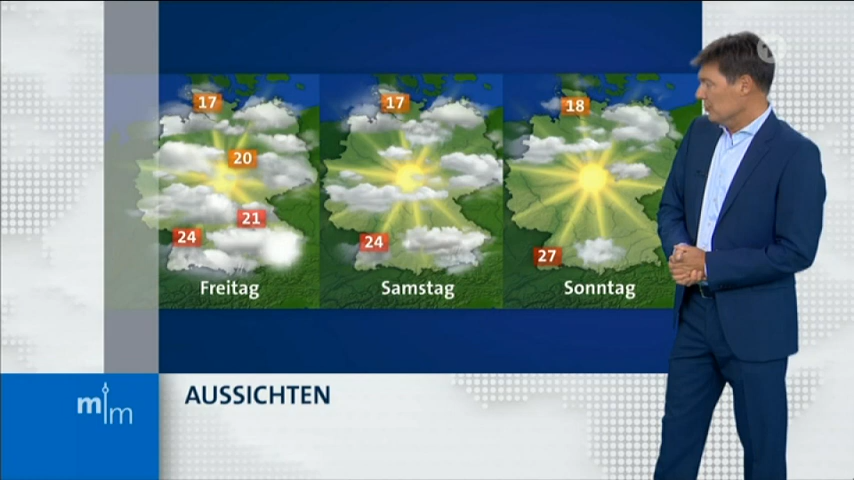 17
20
21
24
Freitag
17
24
Samstag
18
27
Sonntag
m m
AUSSICHTEN